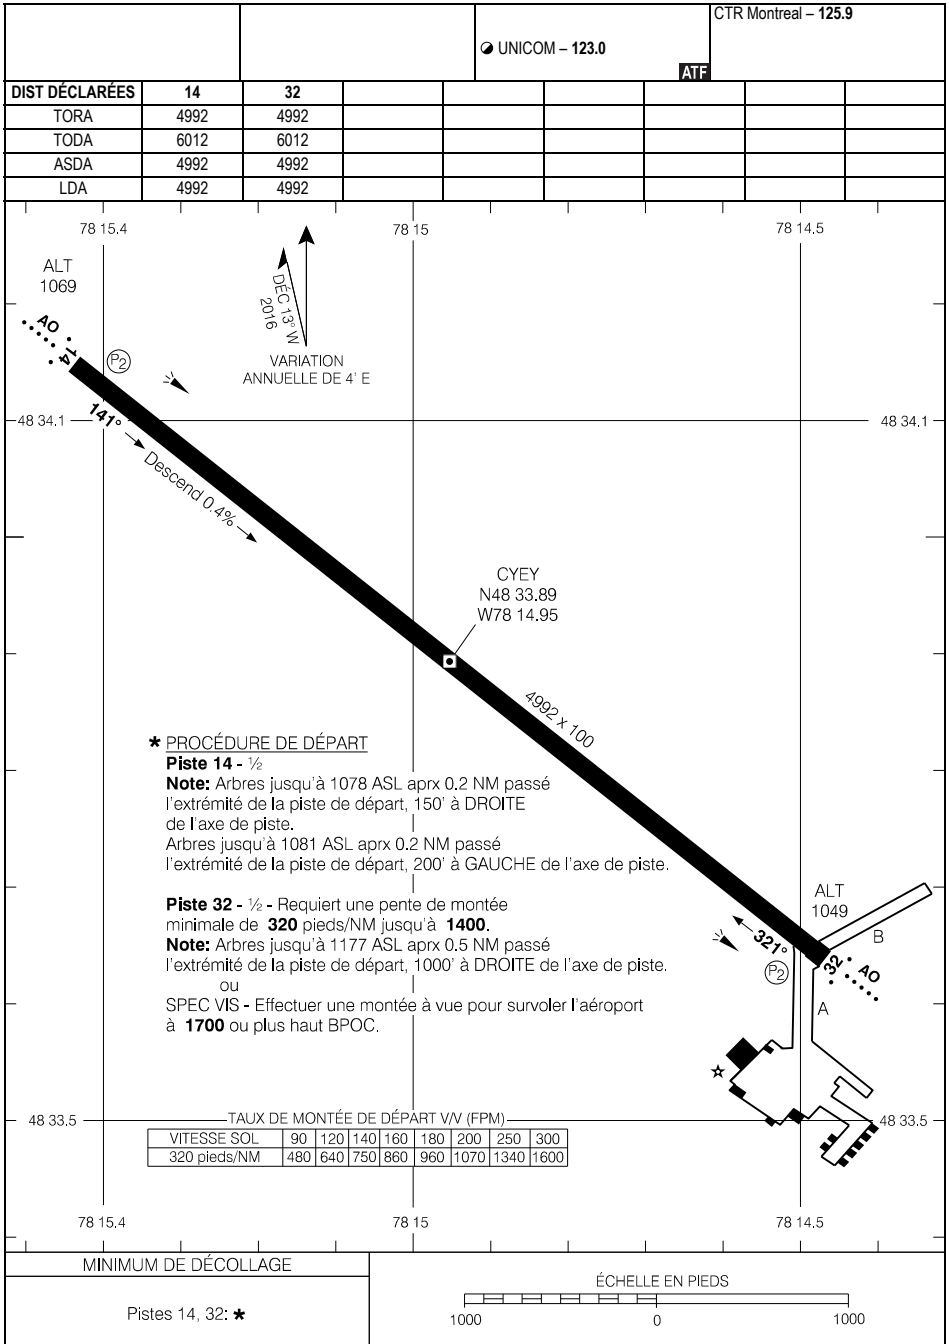 CTR Montreal – 125.9
UNICOM – 123.0
ATF
DIST DÉCLARÉES 14 32
TORA 4992 4992
TODA 6012 6012
ASDA 4992 4992
LDA 4992 4992
78 15.4 78 15 78 14.5
ALT
1069
DÉC 13° W
2016
VARIATION
ANNUELLE DE 4' E
AO
14
P2
48 34.1 48 34.1
141°
Descend 0.4%
CYEY
N48 33.89
W78 14.95
4992 x 100
* PROCÉDURE DE DÉPART
Piste 14 - ½
Note: Arbres jusqu'à 1078 ASL aprx 0.2 NM passé
l'extrémité de la piste de départ, 150' à DROITE
de l'axe de piste.
Arbres jusqu'à 1081 ASL aprx 0.2 NM passé
l'extrémité de la piste de départ, 200' à GAUCHE de l'axe de piste.
Piste 32 - ½ - Requiert une pente de montée
minimale de 320 pieds/NM jusqu'à 1400.
Note: Arbres jusqu'à 1177 ASL aprx 0.5 NM passé
l'extrémité de la piste de départ, 1000' à DROITE de l'axe de piste.
ou
SPEC VIS - Effectuer une montée à vue pour survoler l'aéroport
à 1700 ou plus haut BPOC.
ALT
1049
B
321°
P2
32
AO
A
48 33.5 48 33.5
TAUX DE MONTÉE DE DÉPART V/V (FPM)
VITESSE SOL 90 120 140 160 180 200 250 300
320 pieds/NM 480 640 750 860 960 1070 1340 1600
78 15.4 78 15 78 14.5
MINIMUM DE DÉCOLLAGE
Pistes 14, 32: *
ÉCHELLE EN PIEDS
1000 0 1000